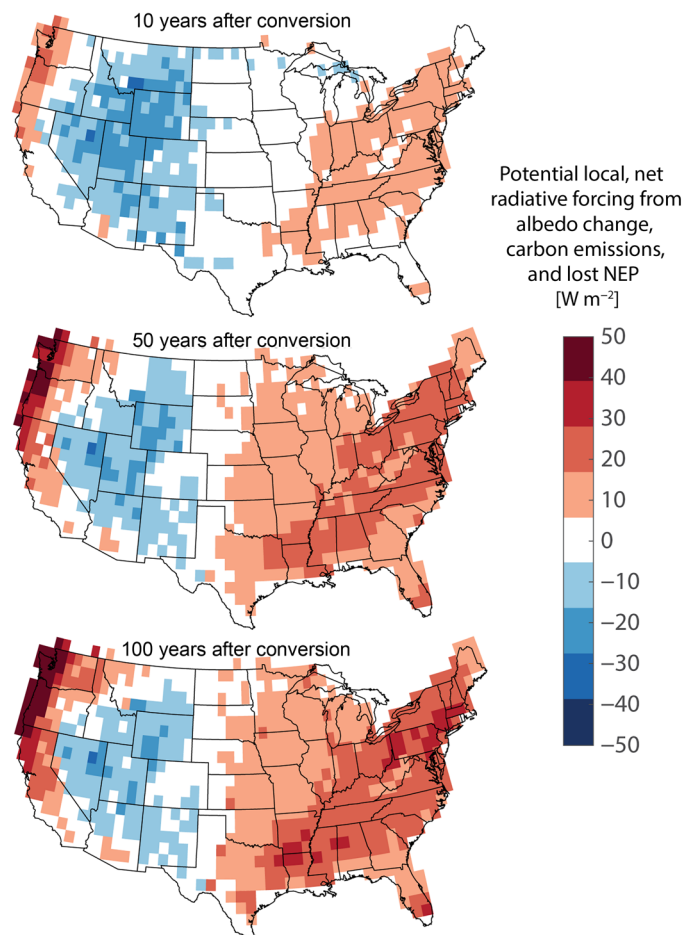 10 years after conversion
Potential local, net
radiative forcing from
albedo change,
carbon emissions,
and lost NEP
[W m⁻²]
50 years after conversion
50
40
30
20
10
0
−10
−20
−30
−40
−50
100 years after conversion